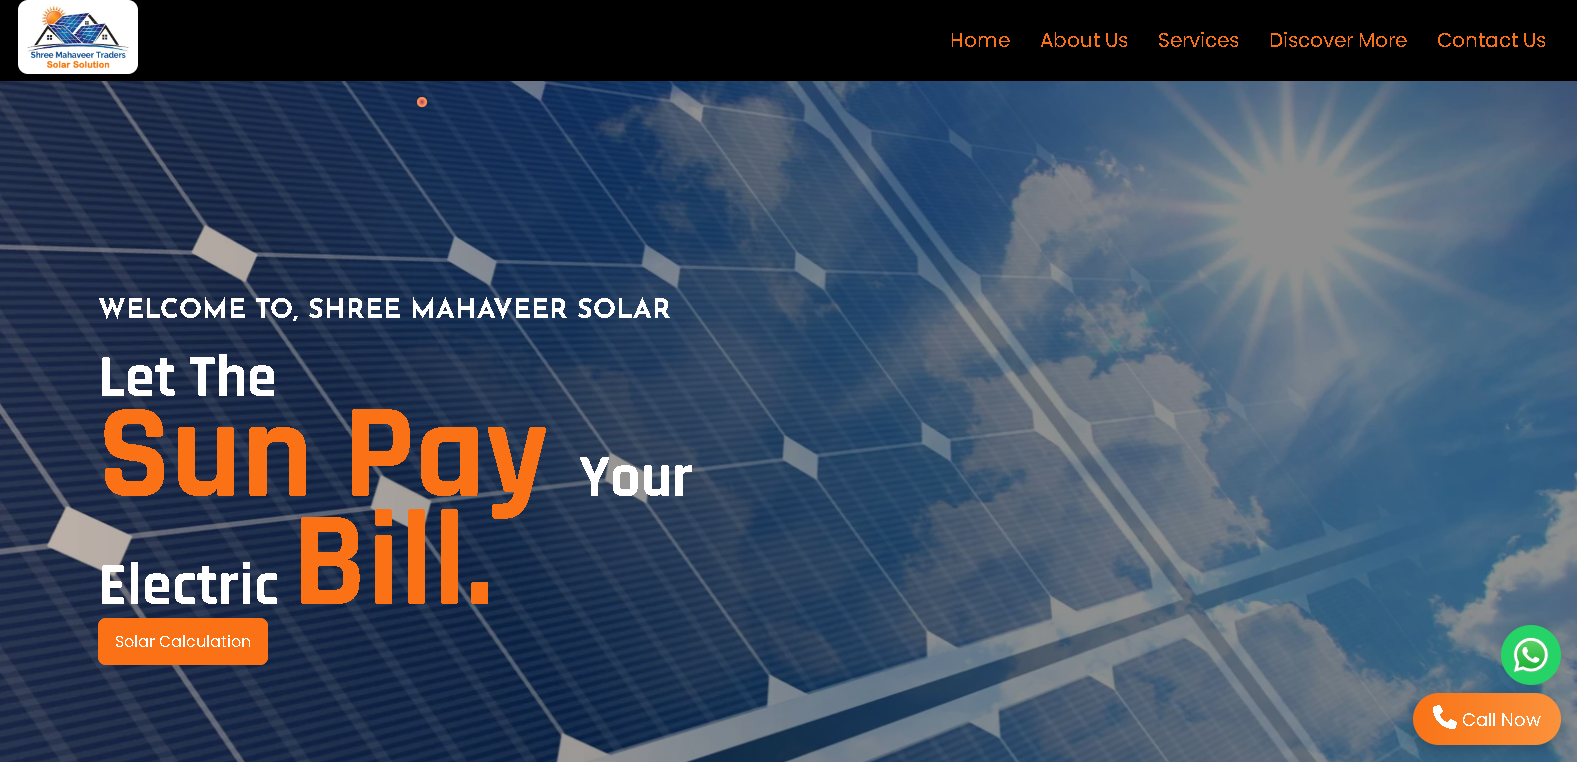 Shree Mahaveer Traders
Solar Solution
Home About Us Services Discover More Contact Us
WELCOME TO, SHREE MAHAVEER SOLAR
Let The
Sun Pay Your
Electric Bill.
Solar Calculation
Call Now